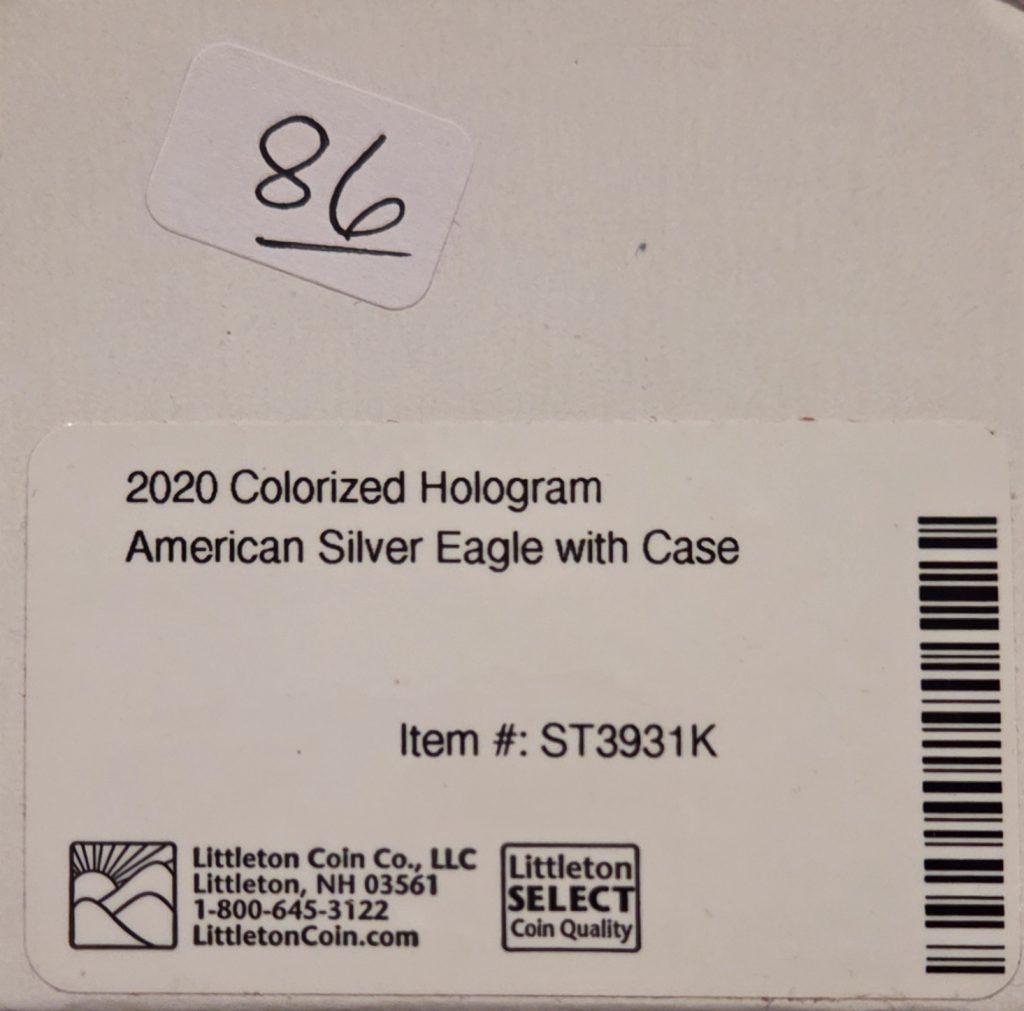 86
2020 Colorized Hologram
American Silver Eagle with Case
Item #: ST3931K
Littleton Coin Co., LLC
Littleton, NH 03561
1-800-645-3122
LittletonCoin.com
Littleton
SELECT
Coin Quality